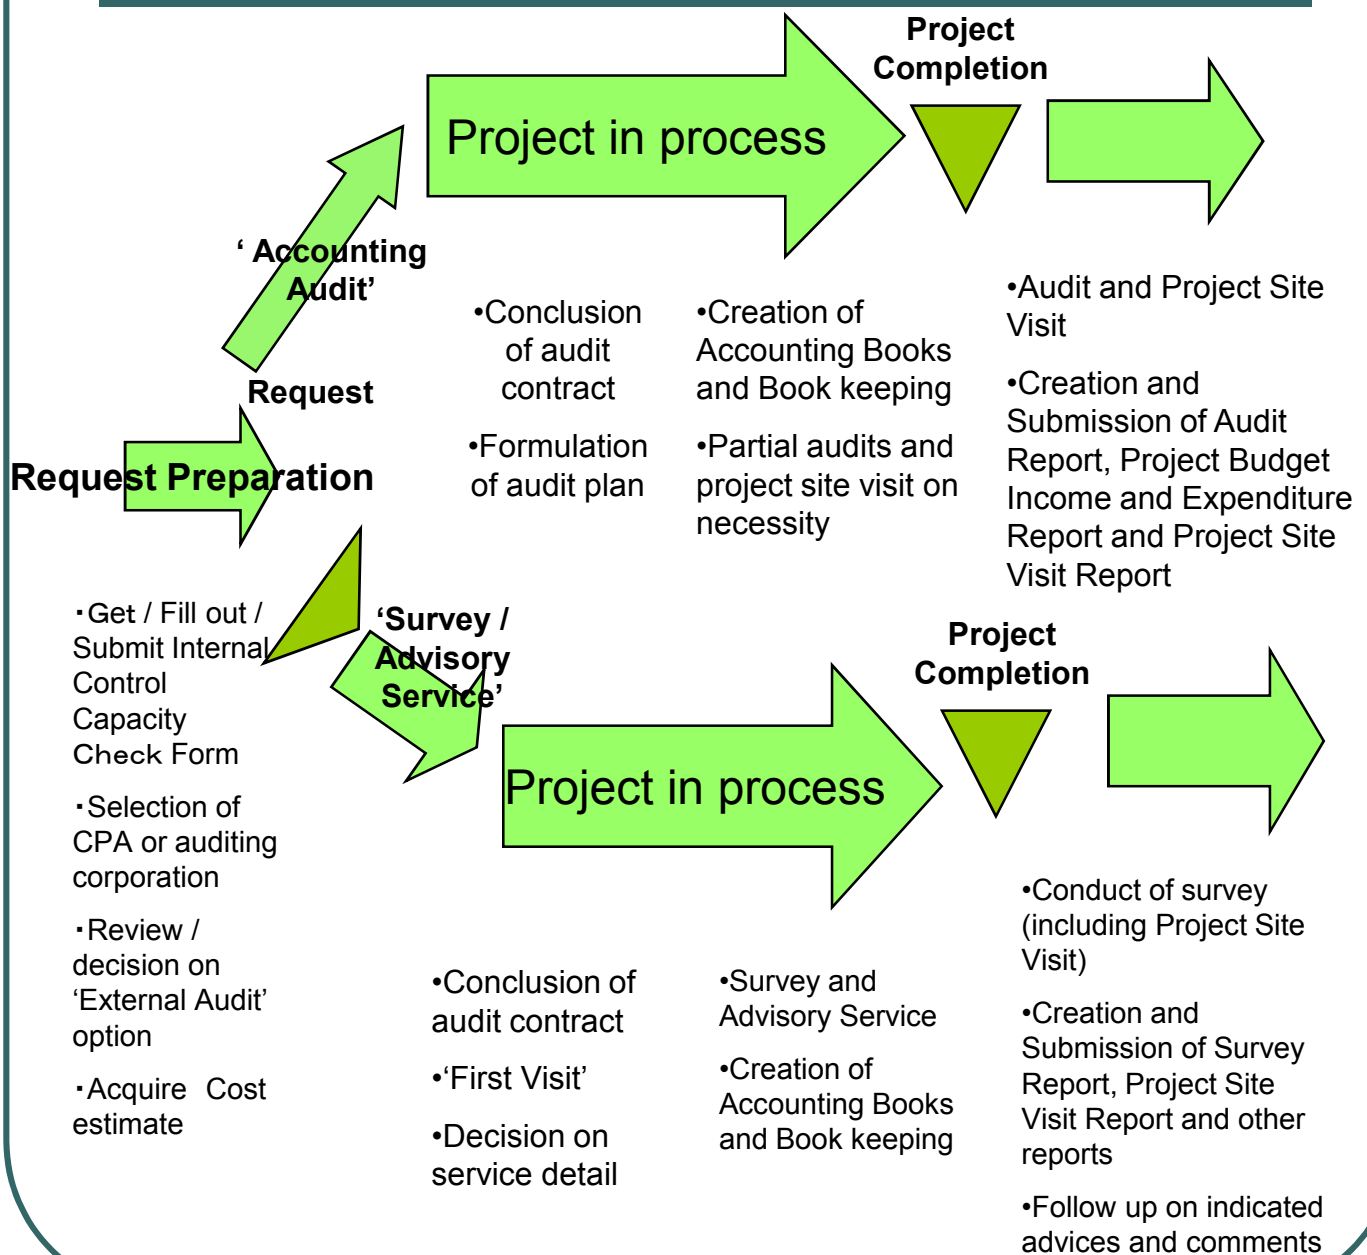 Project
Completion
Project in process
‘ Accounting
Audit’
Request
Request Preparation
•Conclusion
of audit
contract
•Formulation
of audit plan
•Creation of
Accounting Books
and Book keeping
•Partial audits and
project site visit on
necessity
•Audit and Project Site
Visit
•Creation and
Submission of Audit
Report, Project Budget
Income and Expenditure
Report and Project Site
Visit Report
・Get / Fill out /
Submit Internal
Control
Capacity
Check Form
・Selection of
CPA or auditing
corporation
・Review /
decision on
‘External Audit’
option
・Acquire Cost
estimate
‘Survey /
Advisory
Service’
Project
Completion
Project in process
•Conclusion of
audit contract
•‘First Visit’
•Decision on
service detail
•Survey and
Advisory Service
•Creation of
Accounting Books
and Book keeping
•Conduct of survey
(including Project Site
Visit)
•Creation and
Submission of Survey
Report, Project Site
Visit Report and other
reports
•Follow up on indicated
advices and comments